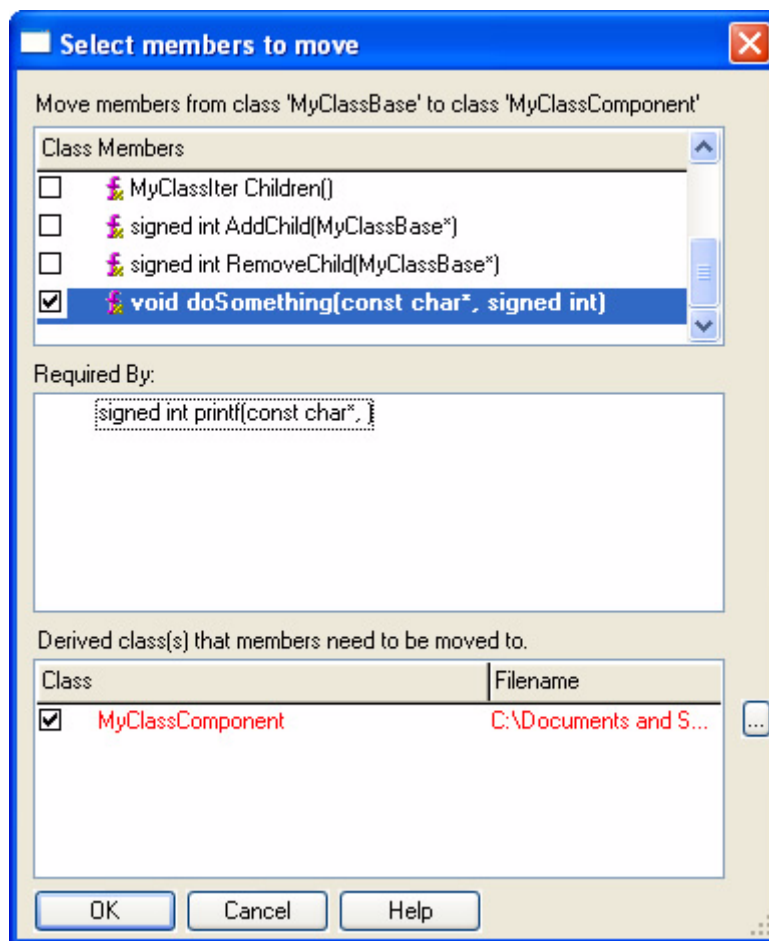 Select members to move
Move members from class 'MyClassBase' to class 'MyClassComponent'
Class Members
MyClassIter Children()
signed int AddChild(MyClassBase*)
signed int RemoveChild(MyClassBase*)
void doSomething(const char*, signed int)
Required By:
signed int printf(const char*, )
Derived class(s) that members need to be moved to.
Class Filename
MyClassComponent C:\Documents and S...
...
OK Cancel Help